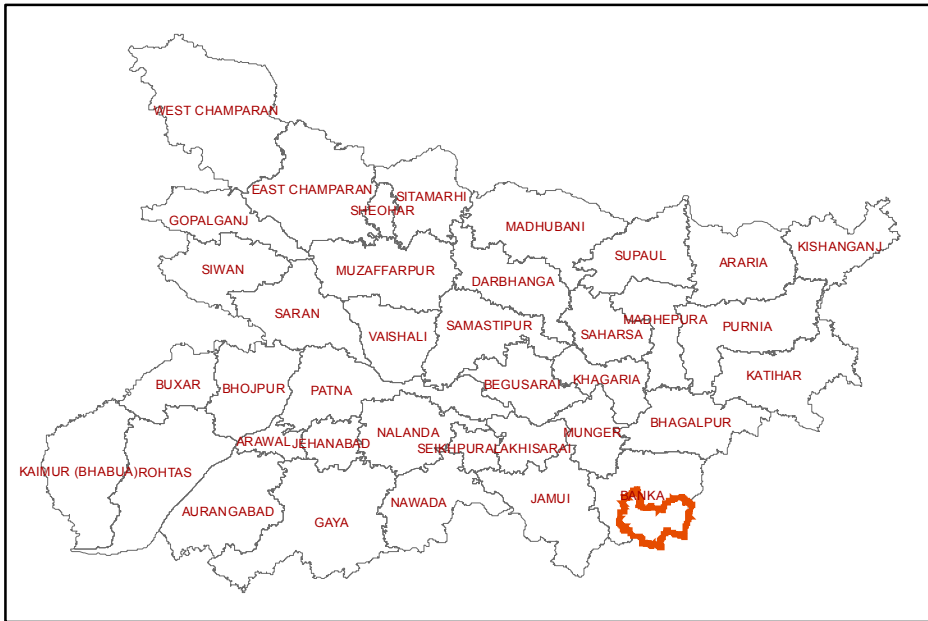 WEST CHAMPARAN
EAST CHAMPARAN
SHEOHAR
SITAMARHI
GOPALGANJ
MADHUBANI
SUPAUL
ARARIA
KISHANGANJ
SIWAN
MUZAFFARPUR
DARBHANGA
SARAN
VAISHALI
SAMASTIPUR
SAHARSA
MADHEPURA
PURNIA
BUXAR
BHOJPUR
PATNA
BEGUSARAI
KHAGARIA
KATIHAR
ARAWAL
JEHANABAD
NALANDA
SEIKHPURA
LAKHISARAI
MUNGER
BHAGALPUR
KAIMUR (BHABUA)
ROHTAS
AURANGABAD
GAYA
NAWADA
JAMUI
BANKA